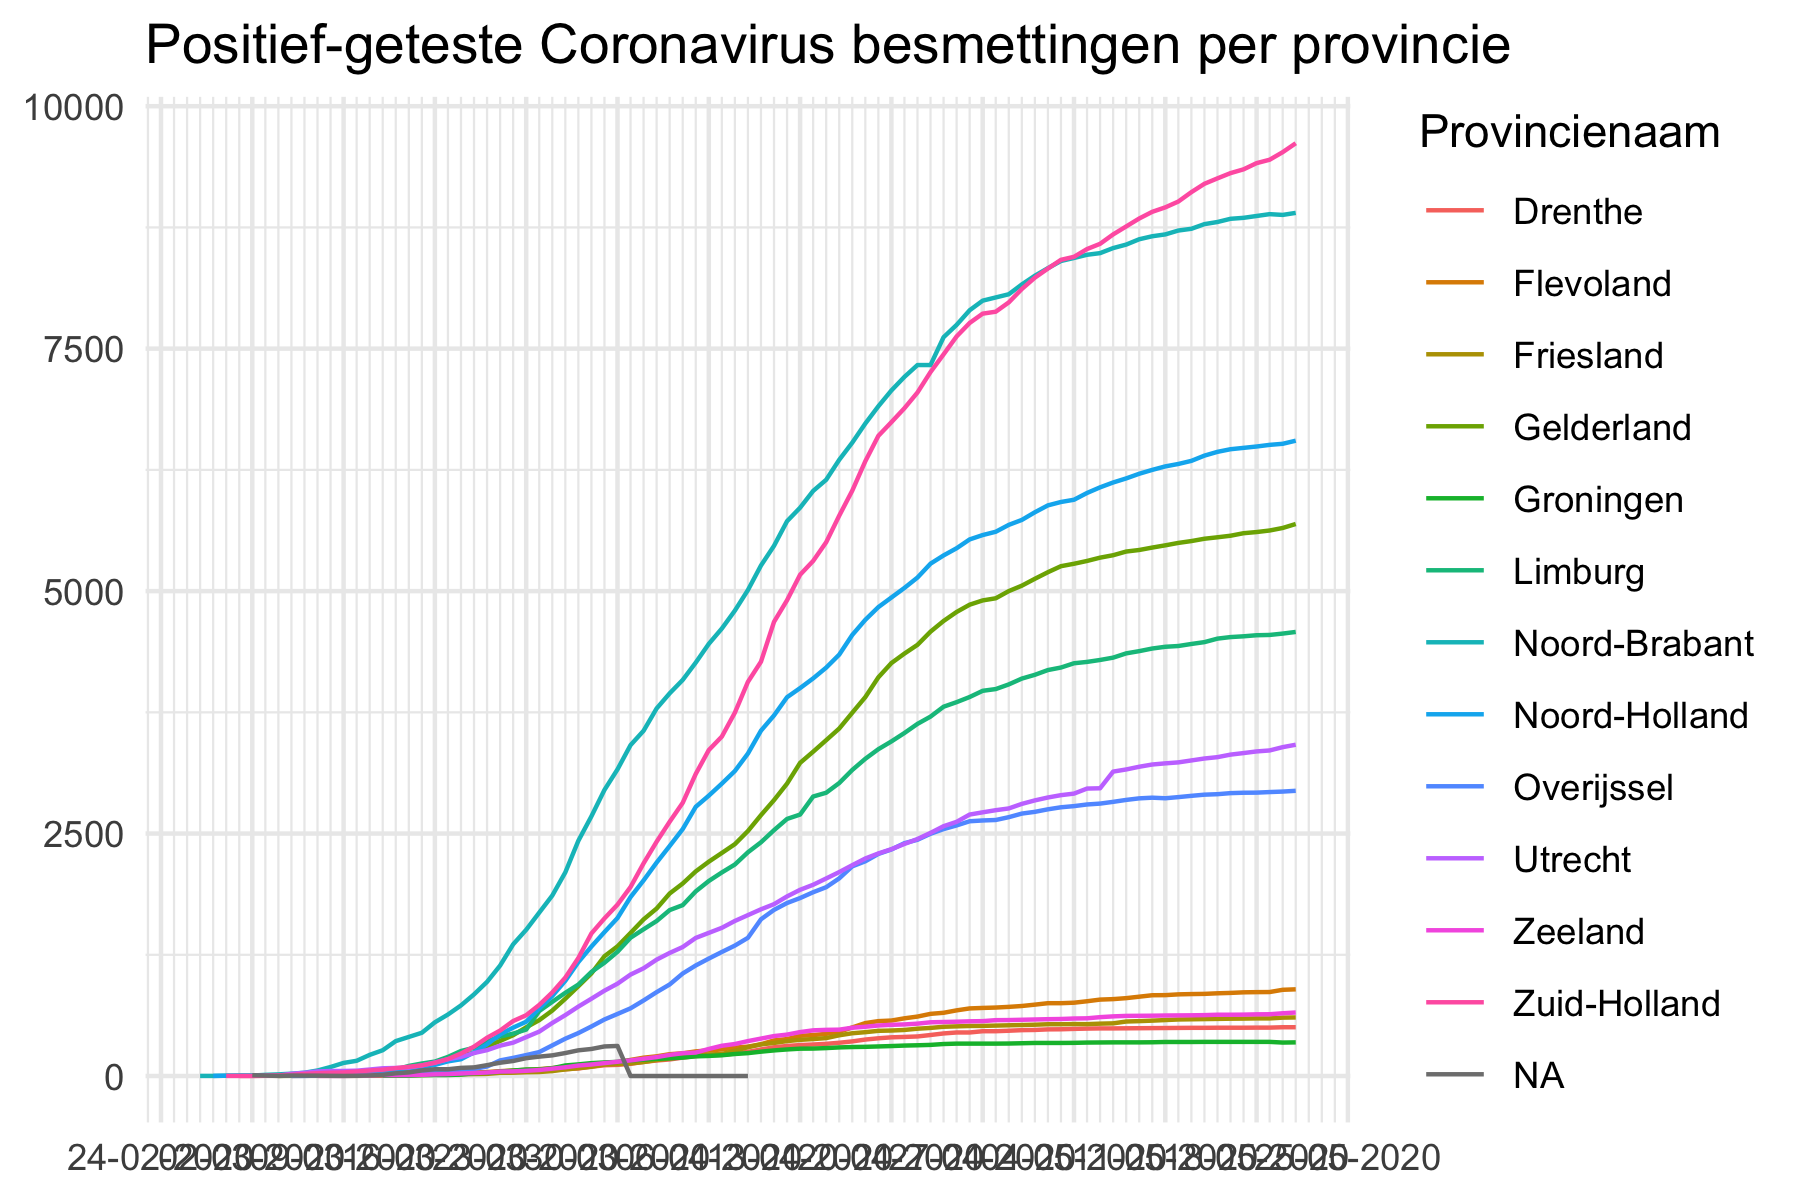 Positief-geteste Coronavirus besmettingen per provincie
10000
7500
5000
2500
0
Provincienaam
Drenthe
Flevoland
Friesland
Gelderland
Groningen
Limburg
Noord-Brabant
Noord-Holland
Overijssel
Utrecht
Zeeland
Zuid-Holland
NA